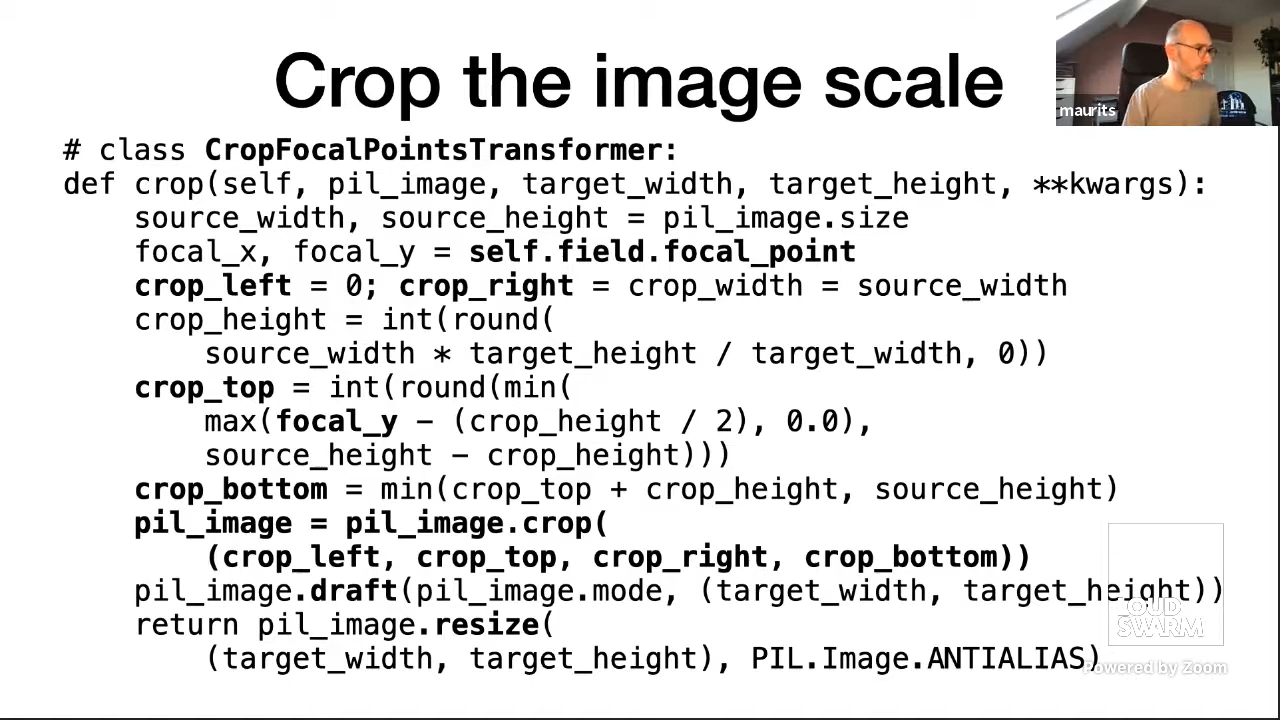 Crop the image scale
maurits
# class CropFocalPointsTransformer:
def crop(self, pil_image, target_width, target_height, **kwargs):
    source_width, source_height = pil_image.size
    focal_x, focal_y = self.field.focal_point
    crop_left = 0; crop_right = crop_width = source_width
    crop_height = int(round(
        source_width * target_height / target_width, 0))
    crop_top = int(round(min(
        max(focal_y - (crop_height / 2), 0.0),
        source_height - crop_height)))
    crop_bottom = min(crop_top + crop_height, source_height)
    pil_image = pil_image.crop(
        (crop_left, crop_top, crop_right, crop_bottom))
    pil_image.draft(pil_image.mode, (target_width, target_height))
    return pil_image.resize(
        (target_width, target_height), PIL.Image.ANTIALIAS)
OUD
SWARM
Powered by Zoom